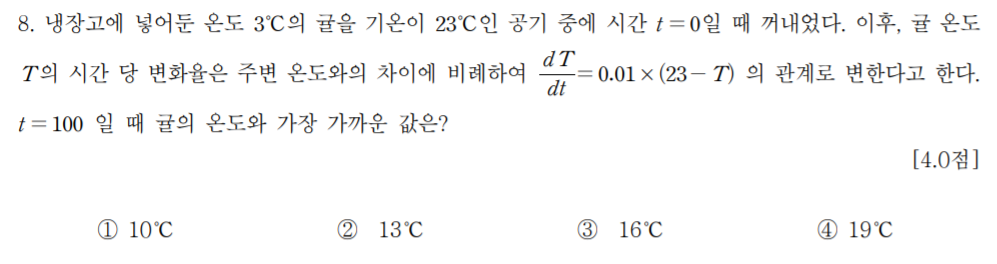 8. 냉장고에 넣어둔 온도 3℃의 귤을 기온이 23℃인 공기 중에 시간 t=0일 때 꺼내었다. 이후, 귤 온도
T의 시간 당 변화율은 주변 온도와의 차이에 비례하여 dT/dt=0.01×(23-T) 의 관계로 변한다고 한다.
t=100 일 때 귤의 온도와 가장 가까운 값은?
[4.0점]
① 10℃ ② 13℃ ③ 16℃ ④ 19℃